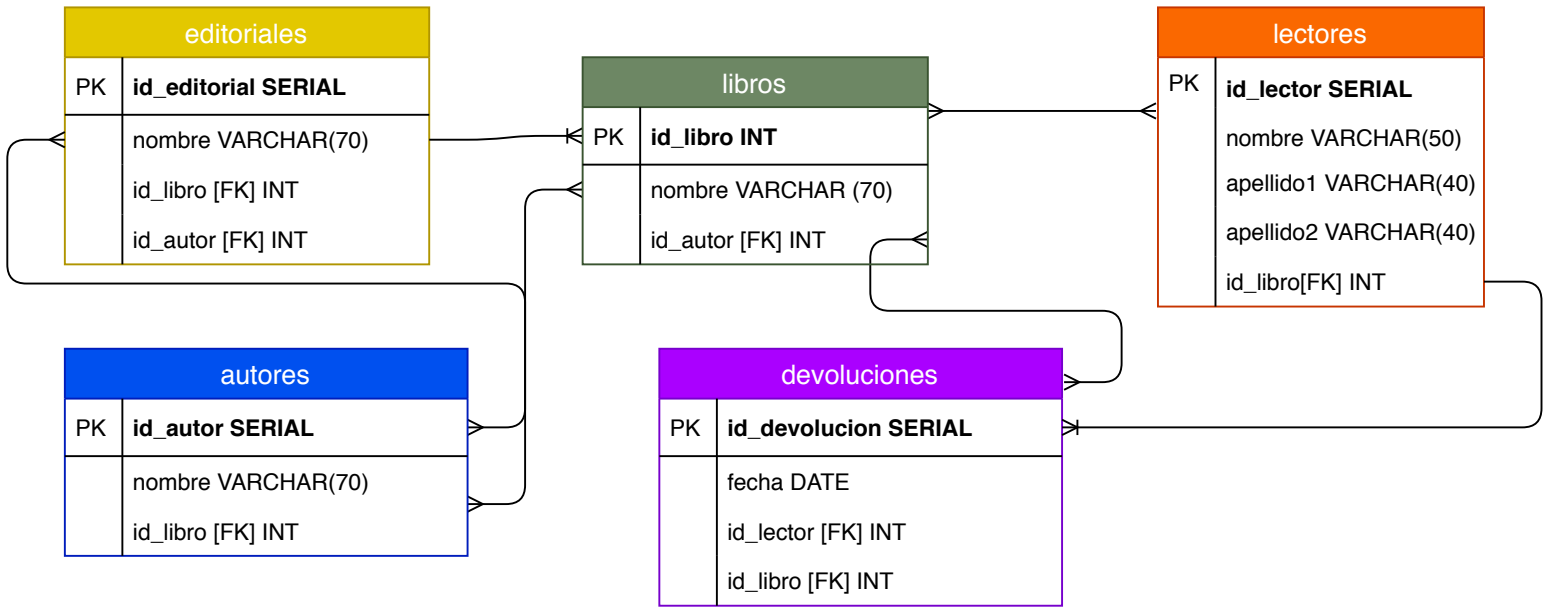 editoriales
PK id_editorial SERIAL
nombre VARCHAR(70)
id_libro [FK] INT
id_autor [FK] INT
libros
PK id_libro INT
nombre VARCHAR (70)
id_autor [FK] INT
lectores
PK id_lector SERIAL
nombre VARCHAR(50)
apellido1 VARCHAR(40)
apellido2 VARCHAR(40)
id_libro[FK] INT
autores
PK id_autor SERIAL
nombre VARCHAR(70)
id_libro [FK] INT
devoluciones
PK id_devolucion SERIAL
fecha DATE
id_lector [FK] INT
id_libro [FK] INT